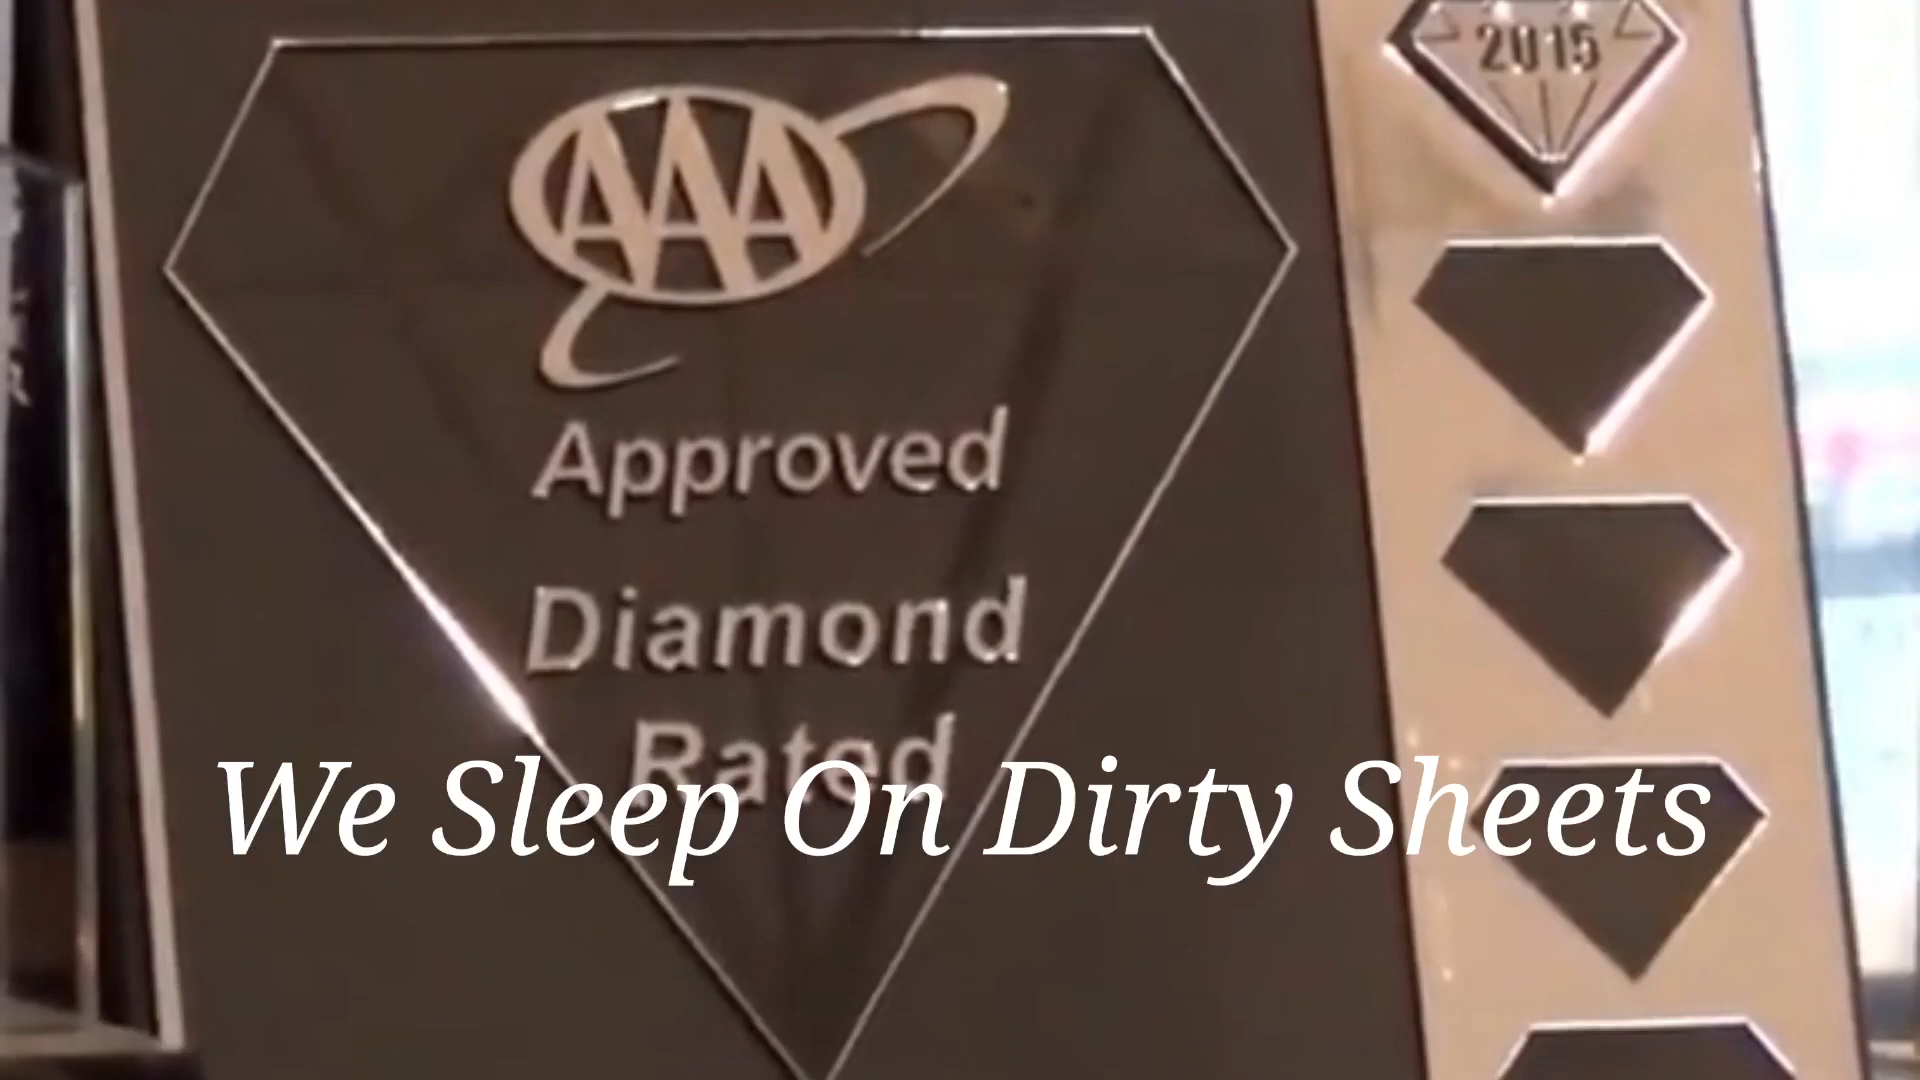 2015
AAA
Approved
Diamond
Rated
We Sleep On Dirty Sheets